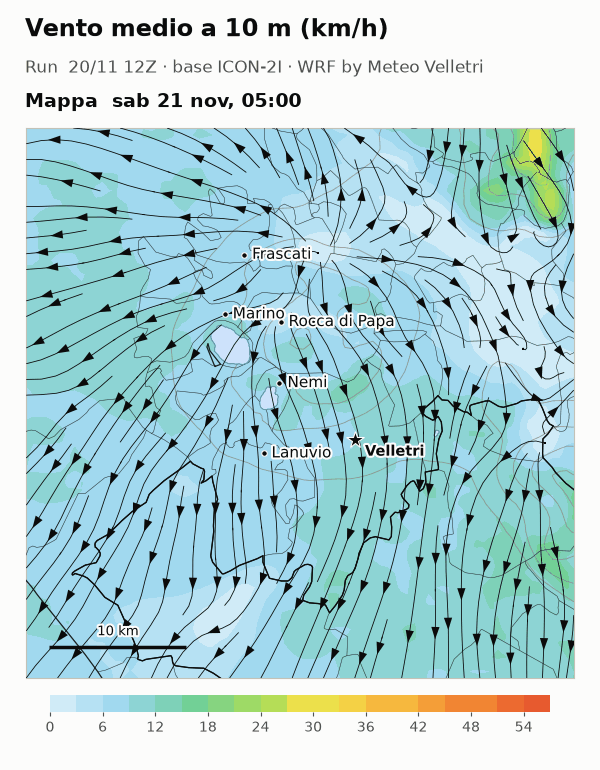 Vento medio a 10 m (km/h)
Run  20/11 12Z · base ICON-2I · WRF by Meteo Velletri
Mappa  sab 21 nov, 05:00
Frascati
Marino
Rocca di Papa
Nemi
Velletri
Lanuvio
10 km
0 6 12 18 24 30 36 42 48 54